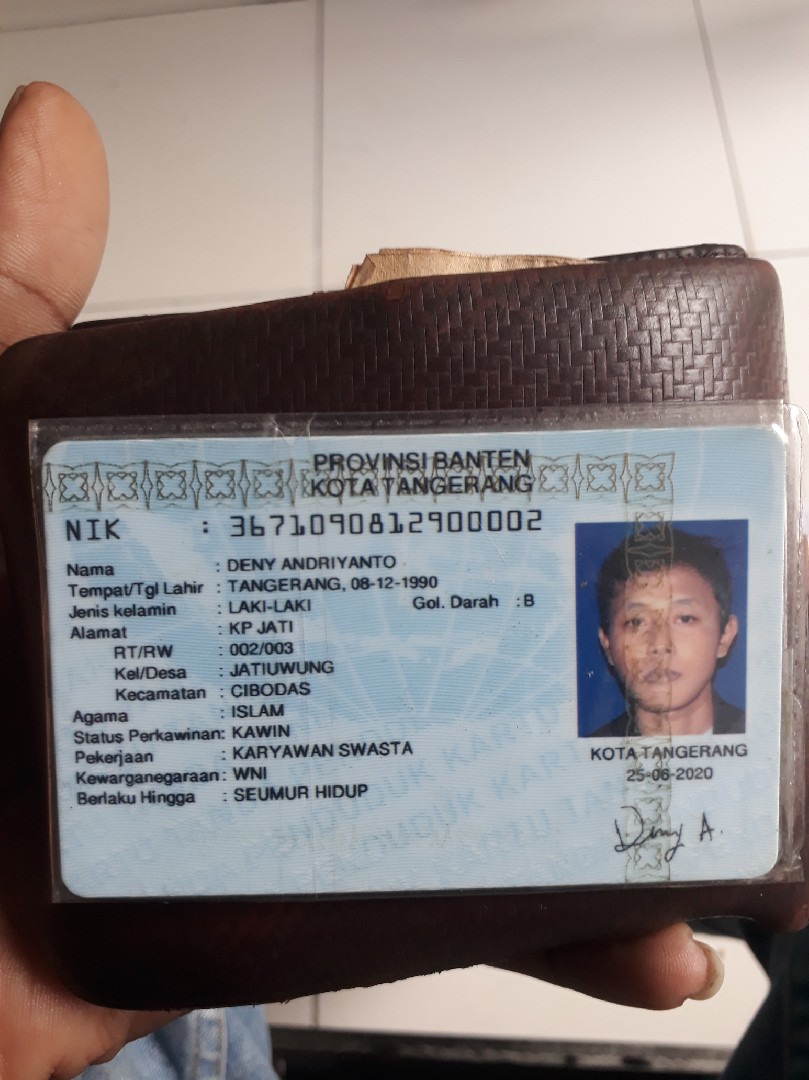 PROVINSI BANTEN
KOTA TANGERANG
NIK : 3671090812900002
Nama : DENY ANDRIYANTO
Tempat/Tgl Lahir : TANGERANG, 08-12-1990
Jenis kelamin : LAKI-LAKI Gol. Darah : B
Alamat : KP JATI
RT/RW : 002/003
Kel/Desa : JATIUWUNG
Kecamatan : CIBODAS
Agama : ISLAM
Status Perkawinan: KAWIN
Pekerjaan : KARYAWAN SWASTA
Kewarganegaraan: WNI
Berlaku Hingga : SEUMUR HIDUP
KOTA TANGERANG
25-06-2020
Deny A.